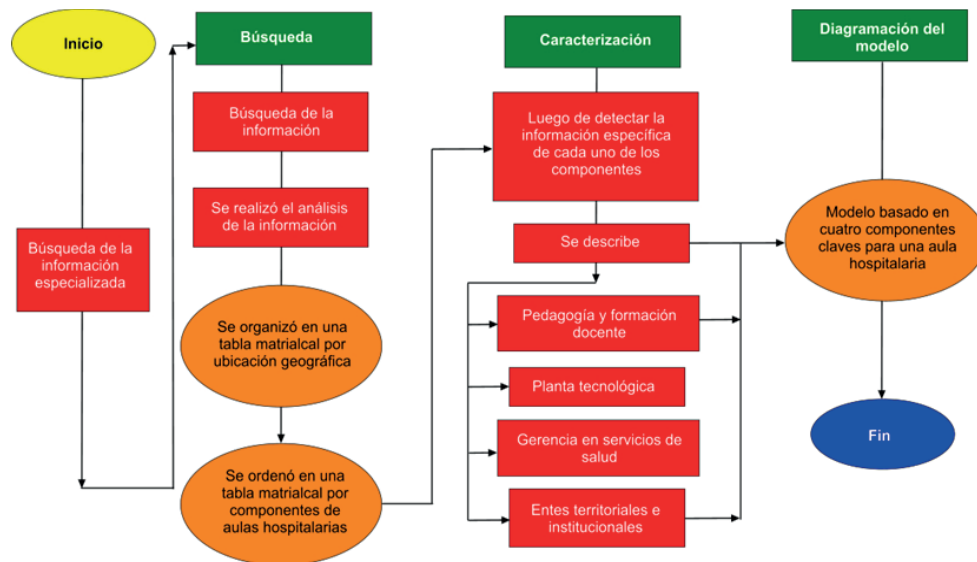 Inicio
Búsqueda de la
información
especializada
Búsqueda
Búsqueda de la
información
Se realizó el análisis
de la información
Se organizó en una
tabla matrialcal por
ubicación geográfica
Se ordenó en una
tabla matrialcal por
componentes de
aulas hospitalarias
Caracterización
Luego de detectar la
información específica
de cada uno de los
componentes
Se describe
Pedagogía y formación
docente
Planta tecnológica
Gerencia en servicios de
salud
Entes territoriales e
institucionales
Diagramación del
modelo
Modelo basado en
cuatro componentes
claves para una aula
hospitalaria
Fin